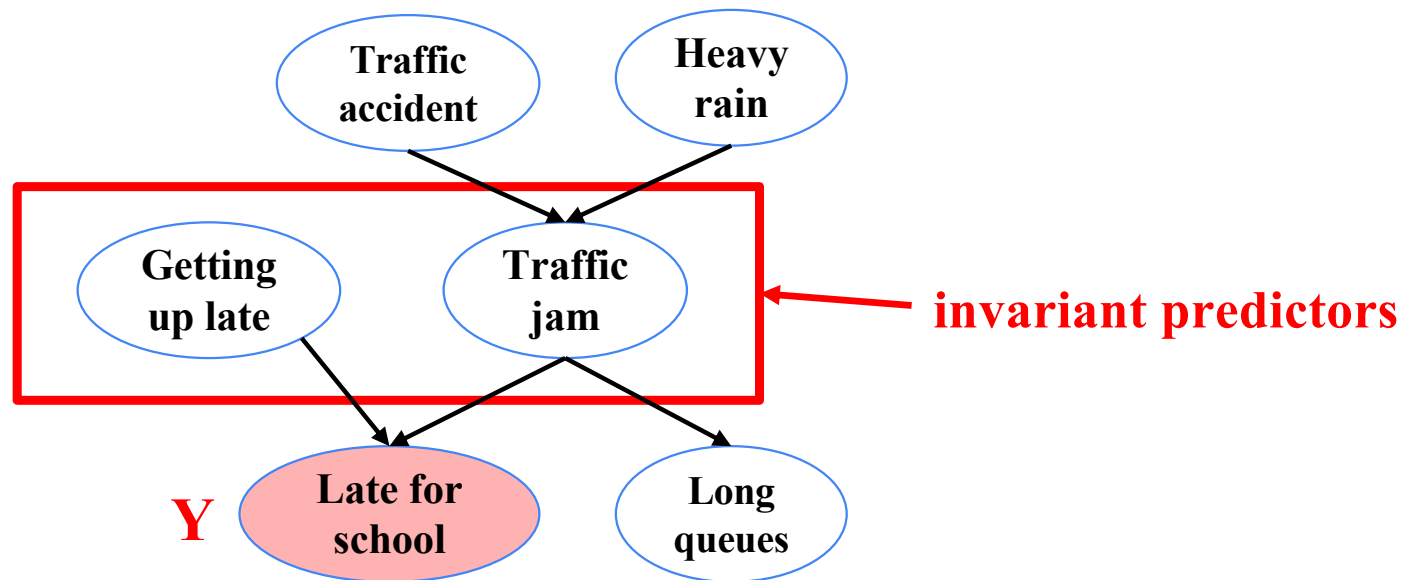 Traffic
accident
Heavy
rain
Getting
up late
Traffic
jam
invariant predictors
Y
Late for
school
Long
queues